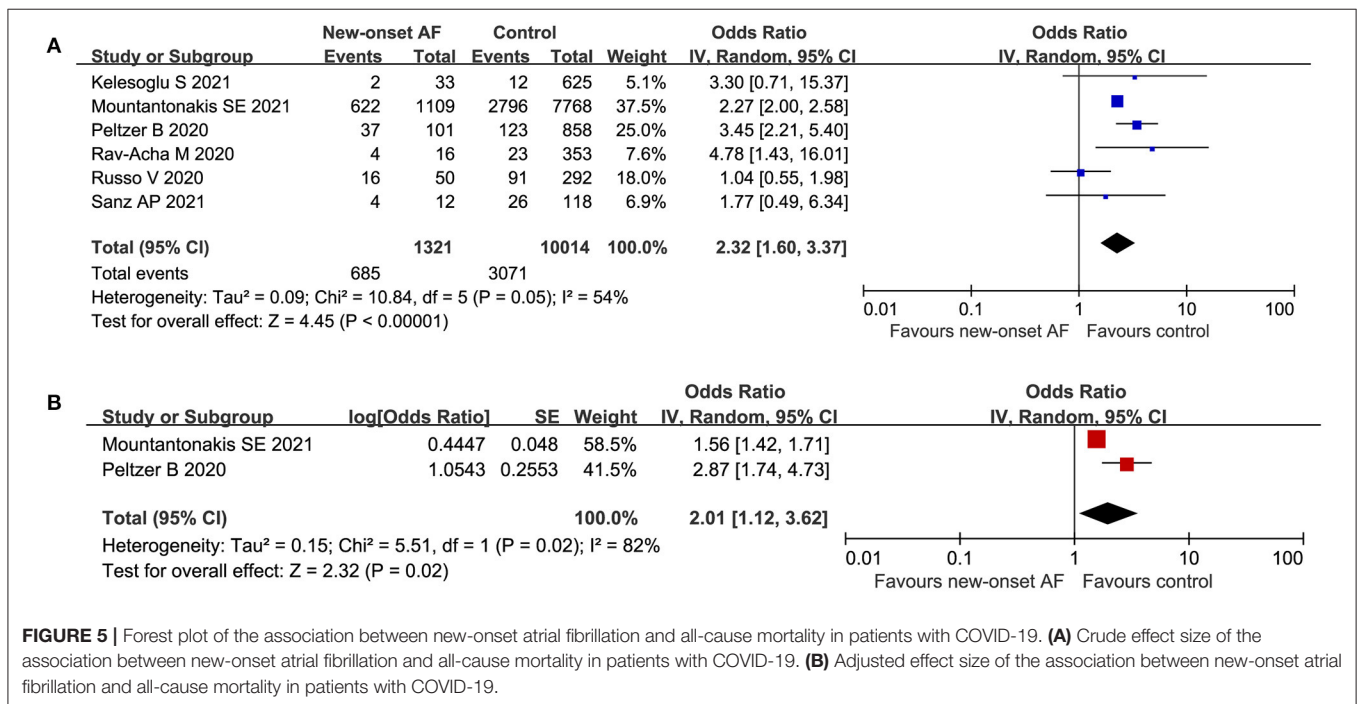 A
New-onset AF Control Odds Ratio Odds Ratio
Study or Subgroup Events Total Events Total Weight IV, Random, 95% CI IV, Random, 95% CI
Kelesoglu S 2021 2 33 12 625 5.1% 3.30 [0.71, 15.37]
Mountantonakis SE 2021 622 1109 2796 7768 37.5% 2.27 [2.00, 2.58]
Peltzer B 2020 37 101 123 858 25.0% 3.45 [2.21, 5.40]
Rav-Acha M 2020 4 16 23 353 7.6% 4.78 [1.43, 16.01]
Russo V 2020 16 50 91 292 18.0% 1.04 [0.55, 1.98]
Sanz AP 2021 4 12 26 118 6.9% 1.77 [0.49, 6.34]
Total (95% CI) 1321 10014 100.0% 2.32 [1.60, 3.37]
Total events 685 3071
Heterogeneity: Tau² = 0.09; Chi² = 10.84, df = 5 (P = 0.05); I² = 54%
Test for overall effect: Z = 4.45 (P < 0.00001)
0.01 0.1 1 10 100
Favours new-onset AF Favours control
B
Odds Ratio Odds Ratio
Study or Subgroup log[Odds Ratio] SE Weight IV, Random, 95% CI IV, Random, 95% CI
Mountantonakis SE 2021 0.4447 0.048 58.5% 1.56 [1.42, 1.71]
Peltzer B 2020 1.0543 0.2553 41.5% 2.87 [1.74, 4.73]
Total (95% CI) 100.0% 2.01 [1.12, 3.62]
Heterogeneity: Tau² = 0.15; Chi² = 5.51, df = 1 (P = 0.02); I² = 82%
Test for overall effect: Z = 2.32 (P = 0.02)
0.01 0.1 1 10 100
Favours new-onset AF Favours control
FIGURE 5 | Forest plot of the association between new-onset atrial fibrillation and all-cause mortality in patients with COVID-19. (A) Crude effect size of the
association between new-onset atrial fibrillation and all-cause mortality in patients with COVID-19. (B) Adjusted effect size of the association between new-onset atrial
fibrillation and all-cause mortality in patients with COVID-19.